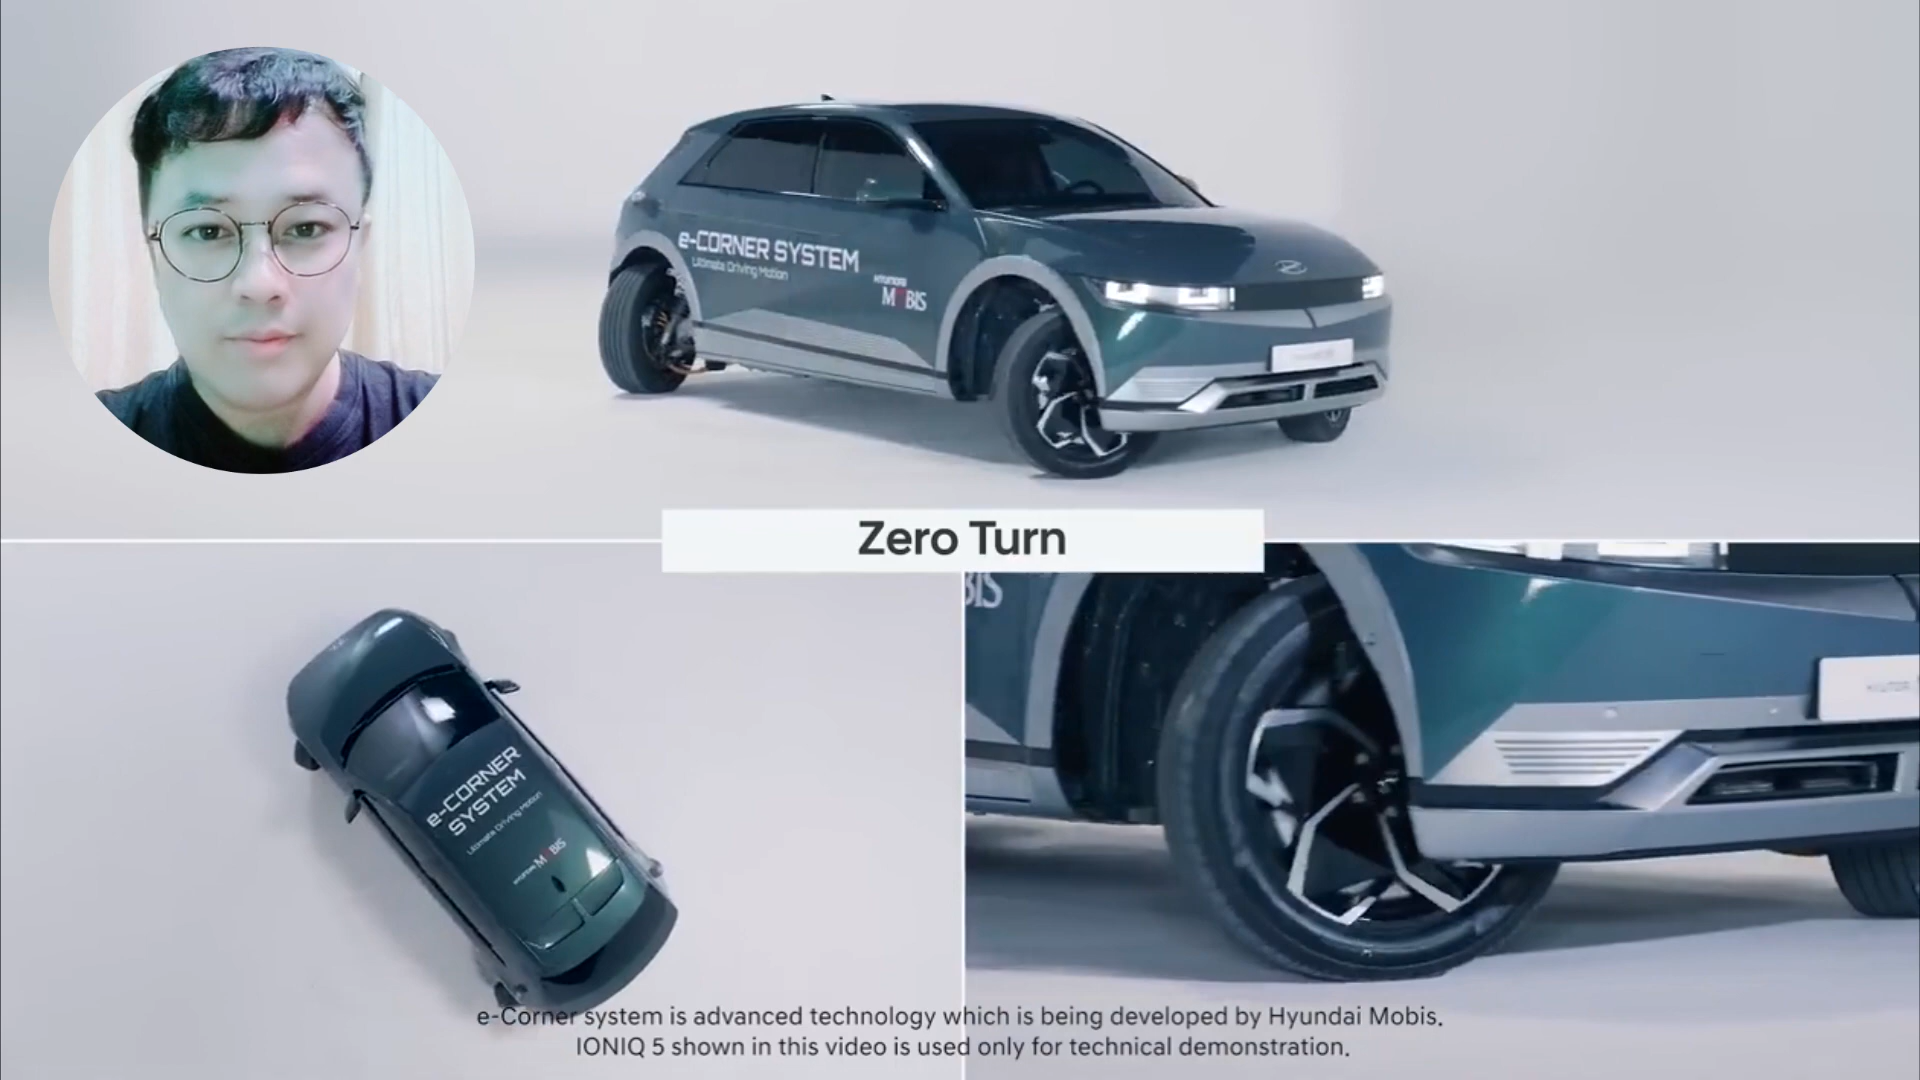 e-CORNER SYSTEM
Ultimate Driving Motion
HYUNDAI
MOBIS
Zero Turn
BIS
e-CORNER
SYSTEM
Ultimate Driving Motion
HYUNDAI MOBIS
e-Corner system is advanced technology which is being developed by Hyundai Mobis.
IONIQ 5 shown in this video is used only for technical demonstration.